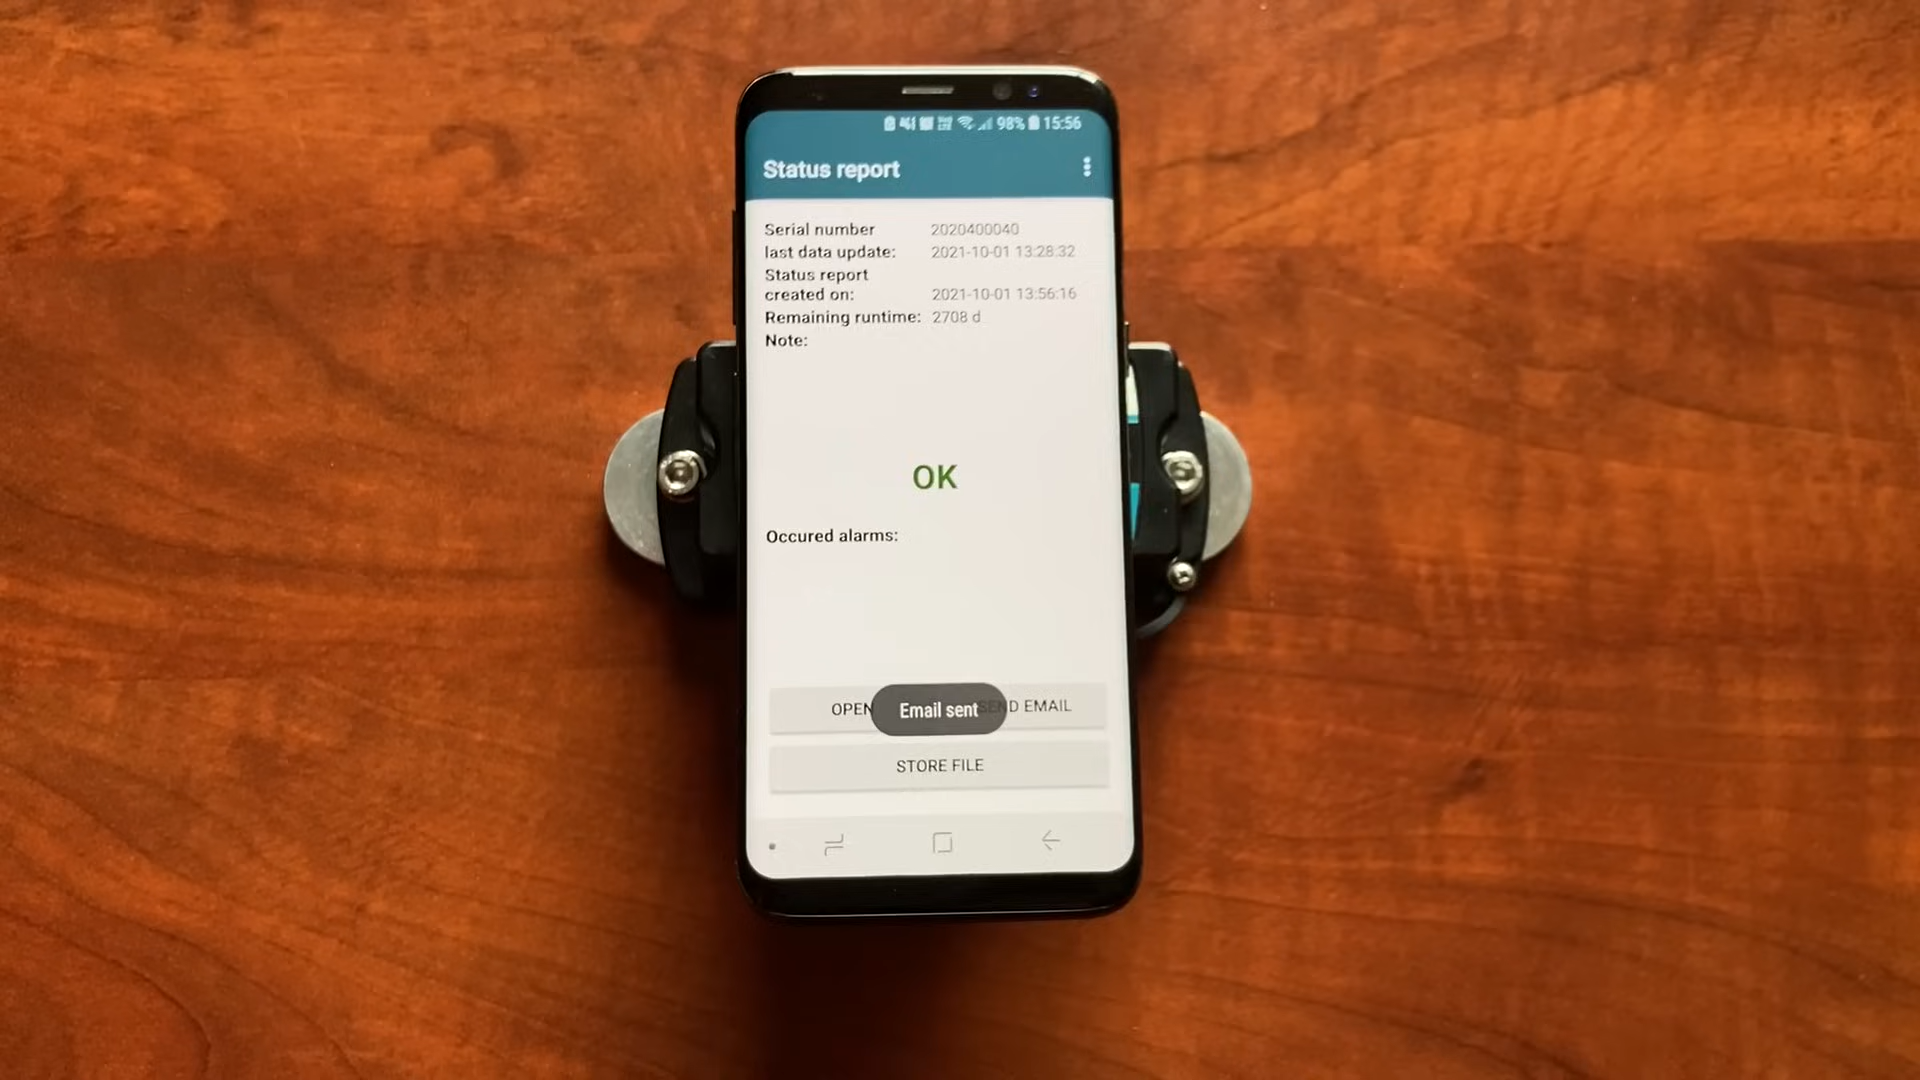 98% 15:56
Status report
Serial number 2020400040
last data update: 2021-10-01 13:28:32
Status report
created on: 2021-10-01 13:56:16
Remaining runtime: 2708 d
Note:
OK
Occured alarms:
OPEN Email sent SEND EMAIL
STORE FILE